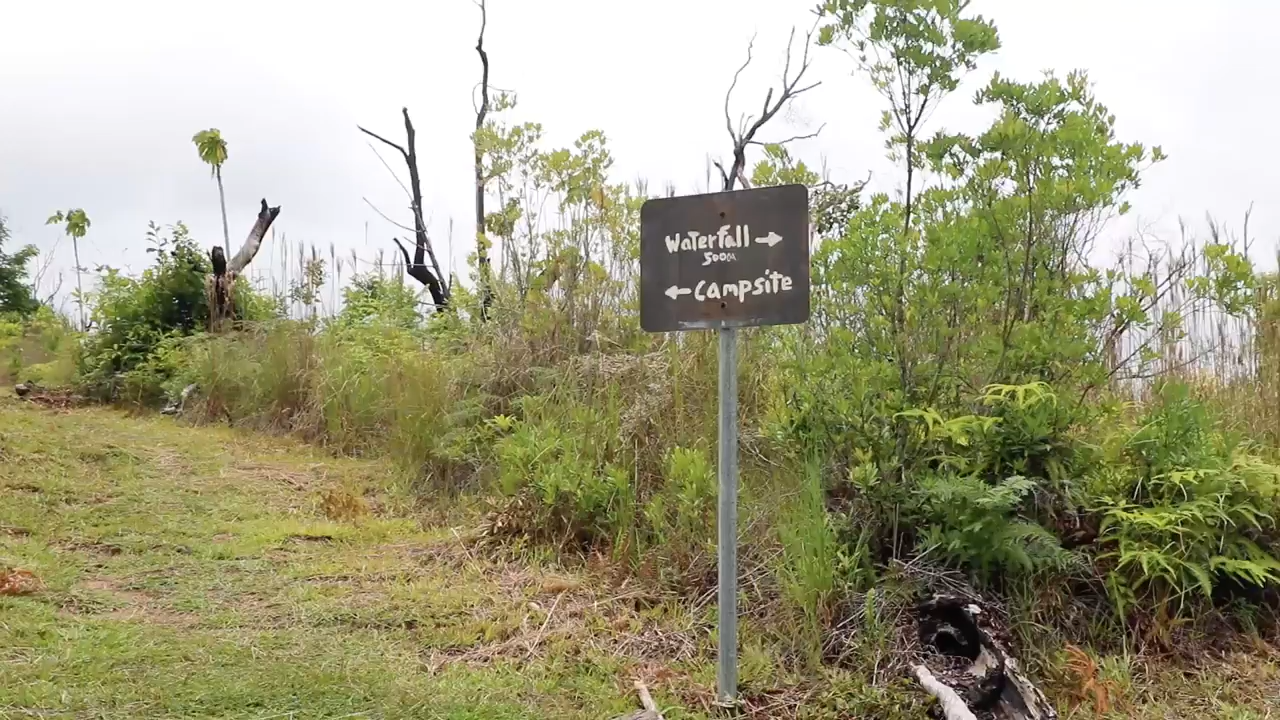 Waterfall →
500m
← Campsite